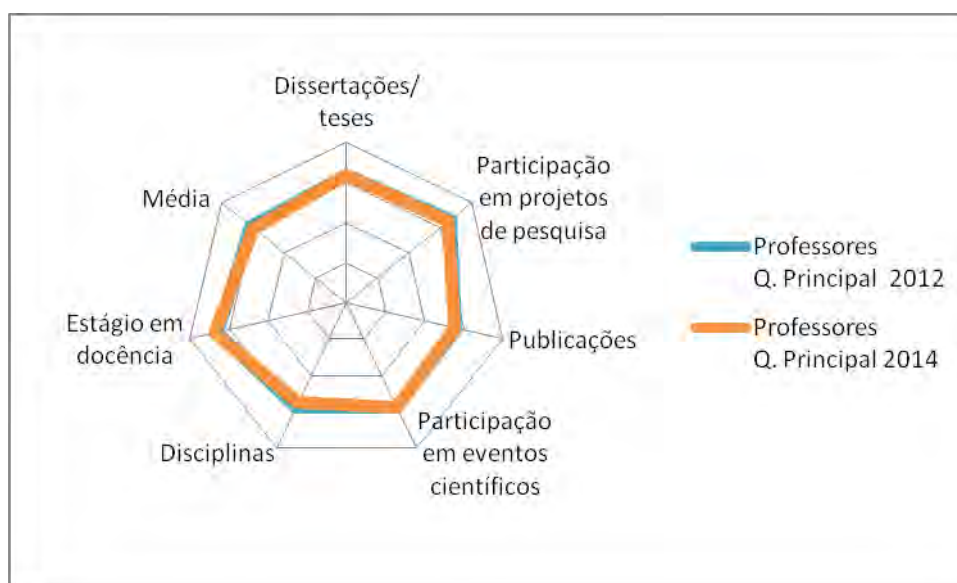 Dissertações/
teses
Participação
em projetos
de pesquisa
Publicações
Participação
em eventos
científicos
Disciplinas
Estágio em
docência
Média
Professores
Q. Principal 2012
Professores
Q. Principal 2014